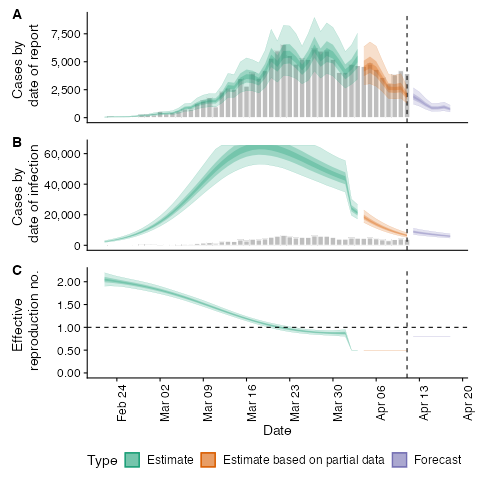 A
Cases by
date of report
7,500
5,000
2,500
0
B
Cases by
date of infection
60,000
40,000
20,000
0
C
Effective
reproduction no.
2.00
1.50
1.00
0.50
0.00
Feb 24
Mar 02
Mar 09
Mar 16
Mar 23
Mar 30
Apr 06
Apr 13
Apr 20
Date
Type Estimate Estimate based on partial data Forecast